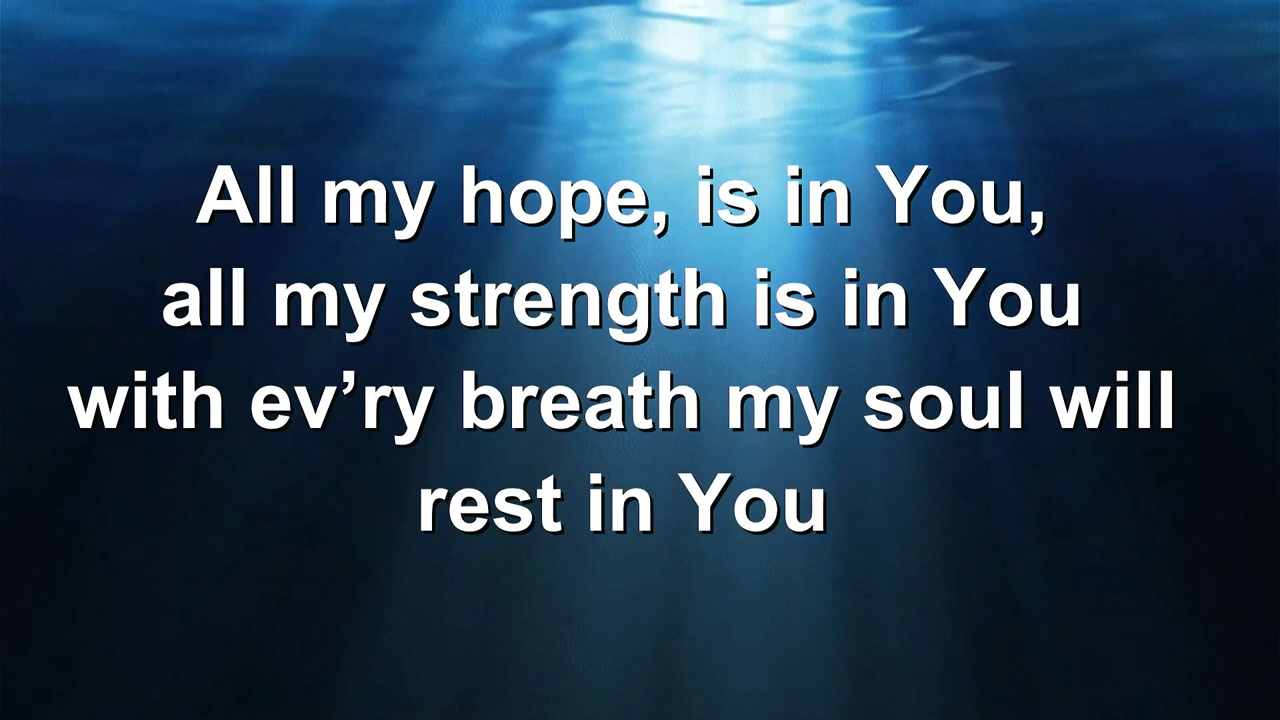 All my hope, is in You,
all my strength is in You
with ev’ry breath my soul will
rest in You